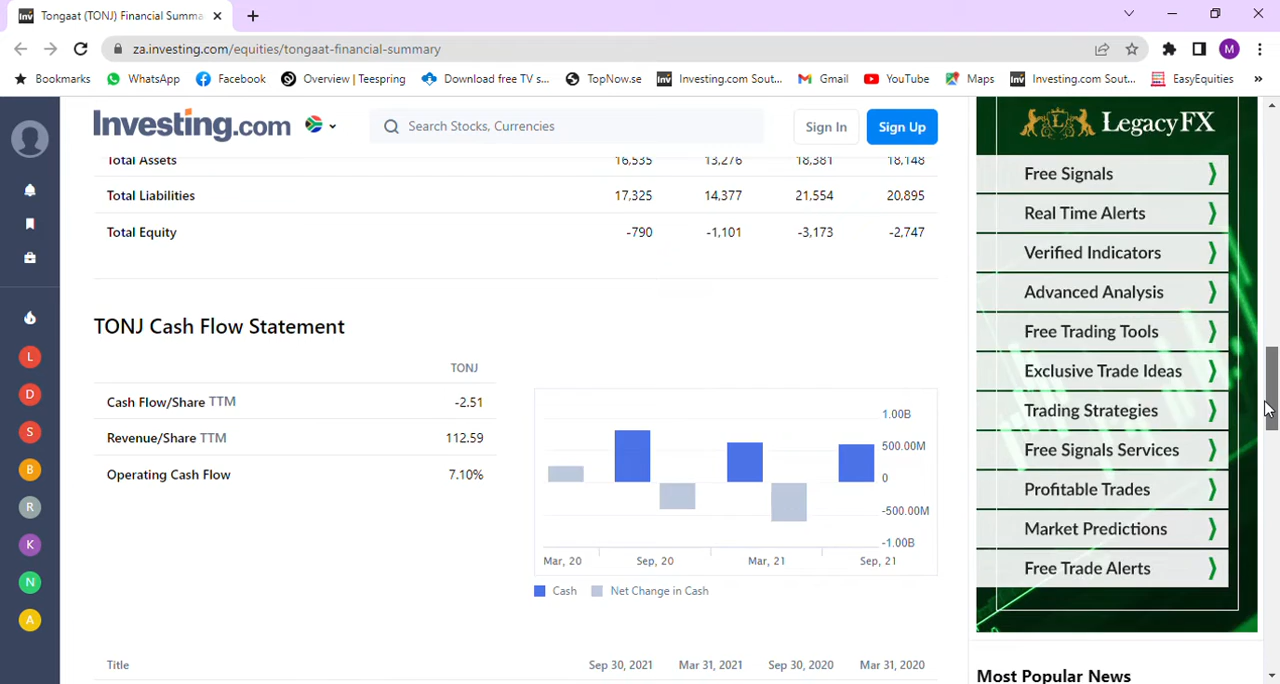 Tongaat (TONJ) Financial Summa
za.investing.com/equities/tongaat-financial-summary
M
Bookmarks WhatsApp Facebook Overview | Teespring Download free TV s... TopNow.se Investing.com Sout... Gmail YouTube Maps Investing.com Sout... EasyEquities »
Investing.com Search Stocks, Currencies Sign In Sign Up
Total Assets 16,535 13,276 18,381 18,148
Total Liabilities 17,325 14,377 21,554 20,895
Total Equity -790 -1,101 -3,173 -2,747
TONJ Cash Flow Statement
TONJ
Cash Flow/Share TTM -2.51
Revenue/Share TTM 112.59
Operating Cash Flow 7.10%
1.00B
500.00M
0
-500.00M
-1.00B
Mar, 20 Sep, 20 Mar, 21 Sep, 21
Cash Net Change in Cash
Title Sep 30, 2021 Mar 31, 2021 Sep 30, 2020 Mar 31, 2020
L
D
S
B
R
K
N
A
LegacyFX
Free Signals
Real Time Alerts
Verified Indicators
Advanced Analysis
Free Trading Tools
Exclusive Trade Ideas
Trading Strategies
Free Signals Services
Profitable Trades
Market Predictions
Free Trade Alerts
Most Popular News